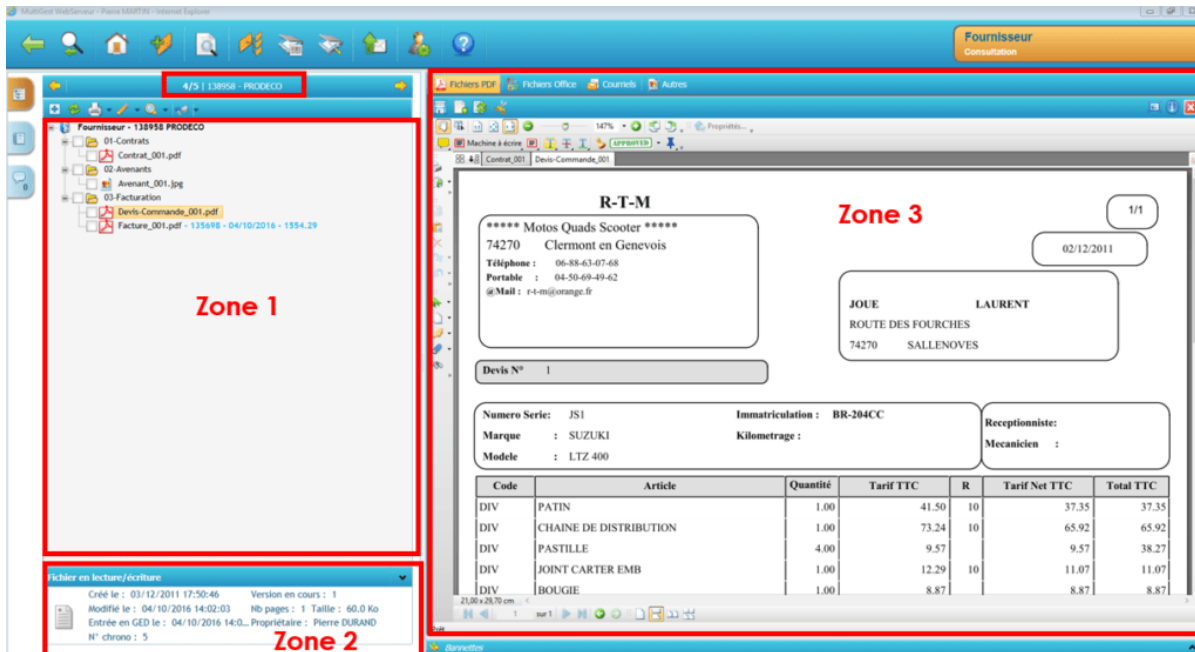 MultiGest WebServeur - Pierre MARTIN - Internet Explorer
Fournisseur
Consultation
4/5 | 138958 - PRODECO
Fournisseur - 138958 PRODECO
01-Contrats
Contrat_001.pdf
02-Avenants
Avenant_001.jpg
03-Facturation
Devis-Commande_001.pdf
Facture_001.pdf - 135698 - 04/10/2016 - 1554.29
Zone 1
Fichier en lecture/écriture
Créé le : 03/12/2011 17:50:46 Version en cours : 1
Modifié le : 04/10/2016 14:02:03 Nb pages : 1 Taille : 60.0 Ko
Entrée en GED le : 04/10/2016 14:0... Propriétaire : Pierre DURAND
N° chrono : 5
Zone 2
Fichiers PDF Fichiers Office Courriels Autres
147% Propriétés...
Machine à écrire APPROVED
Contrat_001 Devis-Commande_001
R-T-M
***** Motos Quads Scooter *****
74270 Clermont en Genevois
Téléphone : 06-88-63-07-68
Portable : 04-50-69-49-62
@Mail : r-t-m@orange.fr
Zone 3
1/1
02/12/2011
JOUE LAURENT
ROUTE DES FOURCHES
74270 SALLENOVES
Devis N° 1
Numero Serie: JS1 Immatriculation : BR-204CC
Marque : SUZUKI Kilometrage :
Modele : LTZ 400
Receptionniste:
Mecanicien :
Code Article Quantité Tarif TTC R Tarif Net TTC Total TTC
DIV PATIN 1.00 41.50 10 37.35 37.35
DIV CHAINE DE DISTRIBUTION 1.00 73.24 10 65.92 65.92
DIV PASTILLE 4.00 9.57 9.57 38.27
DIV JOINT CARTER EMB 1.00 12.29 10 11.07 11.07
DIV BOUGIE 1.00 8.87 8.87 8.87
21,00 x 29,70 cm
1 sur 1
Prêt
Bannettes